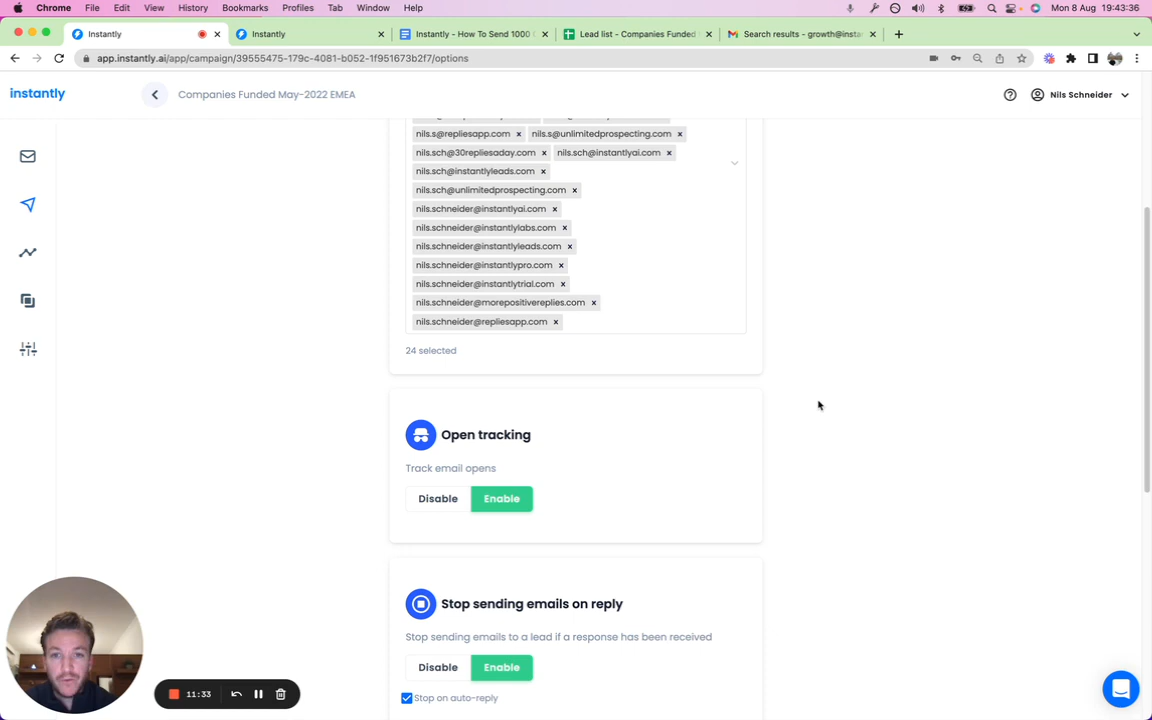 Chrome File Edit View History Bookmarks Profiles Tab Window Help Mon 8 Aug 19:43:36
Instantly
Instantly
Instantly - How To Send 1000
Lead list - Companies Funded
Search results - growth@insta
app.instantly.ai/app/campaign/39555475-179c-4081-b052-1f951673b2f7/options
instantly
Companies Funded May-2022 EMEA
Nils Schneider
nils.s@repliesapp.com × nils.s@unlimitedprospecting.com ×
nils.sch@30repliesaday.com × nils.sch@instantlyai.com ×
nils.sch@instantlyleads.com ×
nils.sch@unlimitedprospecting.com ×
nils.schneider@instantlyai.com ×
nils.schneider@instantlylabs.com ×
nils.schneider@instantlyleads.com ×
nils.schneider@instantlypro.com ×
nils.schneider@instantlytrial.com ×
nils.schneider@morepositivereplies.com ×
nils.schneider@repliesapp.com ×
24 selected
Open tracking
Track email opens
Disable Enable
Stop sending emails on reply
Stop sending emails to a lead if a response has been received
Disable Enable
Stop on auto-reply
11:33